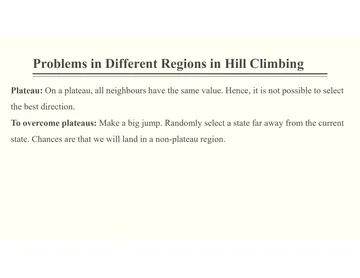 Problems in Different Regions in Hill Climbing
Plateau: On a plateau, all neighbours have the same value. Hence, it is not possible to select
the best direction.
To overcome plateaus: Make a big jump. Randomly select a state far away from the current
state. Chances are that we will land in a non-plateau region.